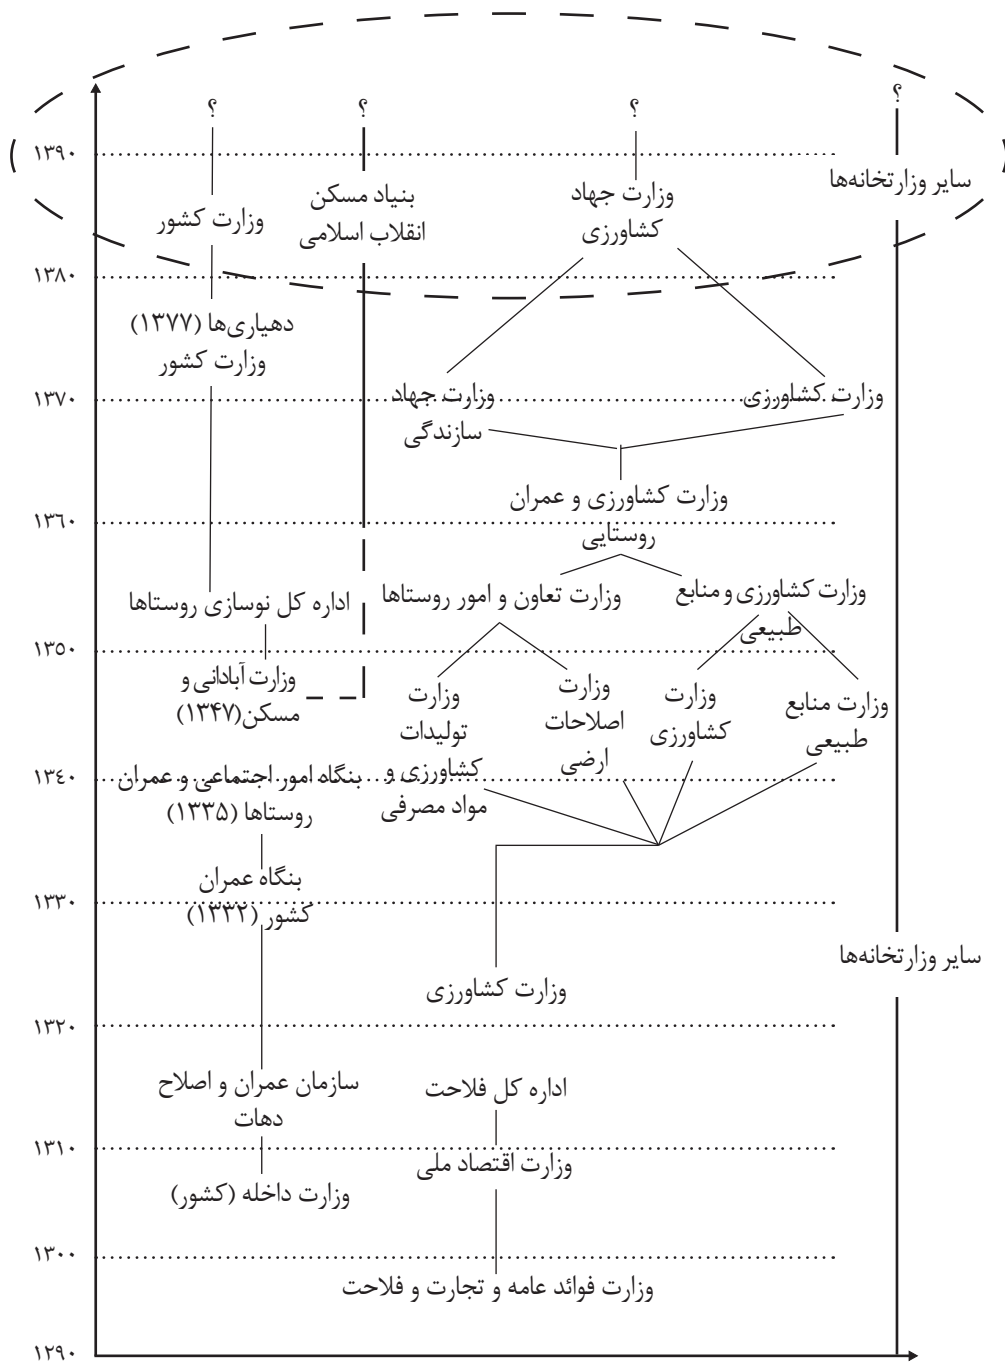 ؟
؟
؟
؟
۱۳۹۰
سایر وزارتخانه‌ها
وزارت جهاد
کشاورزی
بنیاد مسکن
انقلاب اسلامی
وزارت کشور
۱۳۸۰
دهیاری‌ها (۱۳۷۷)
وزارت کشور
۱۳۷۰
وزارت کشاورزی
وزارت جهاد
سازندگی
وزارت کشاورزی و عمران
روستایی
۱۳۶۰
وزارت کشاورزی و منابع
طبیعی
وزارت تعاون و امور روستاها
اداره کل نوسازی روستاها
۱۳۵۰
وزارت منابع
طبیعی
وزارت
کشاورزی
وزارت
اصلاحات
ارضی
وزارت
تولیدات
کشاورزی و
مواد مصرفی
وزارت آبادانی و
مسکن(۱۳۴۷)
۱۳٤۰
بنگاه امور اجتماعی و عمران
روستاها (۱۳۳۵)
بنگاه عمران
کشور (۱۳۳۲)
۱۳۳۰
سایر وزارتخانه‌ها
وزارت کشاورزی
۱۳۲۰
اداره کل فلاحت
سازمان عمران و اصلاح
دهات
۱۳۱۰
وزارت اقتصاد ملی
وزارت داخله (کشور)
۱۳۰۰
وزارت فوائد عامه و تجارت و فلاحت
۱۲۹۰